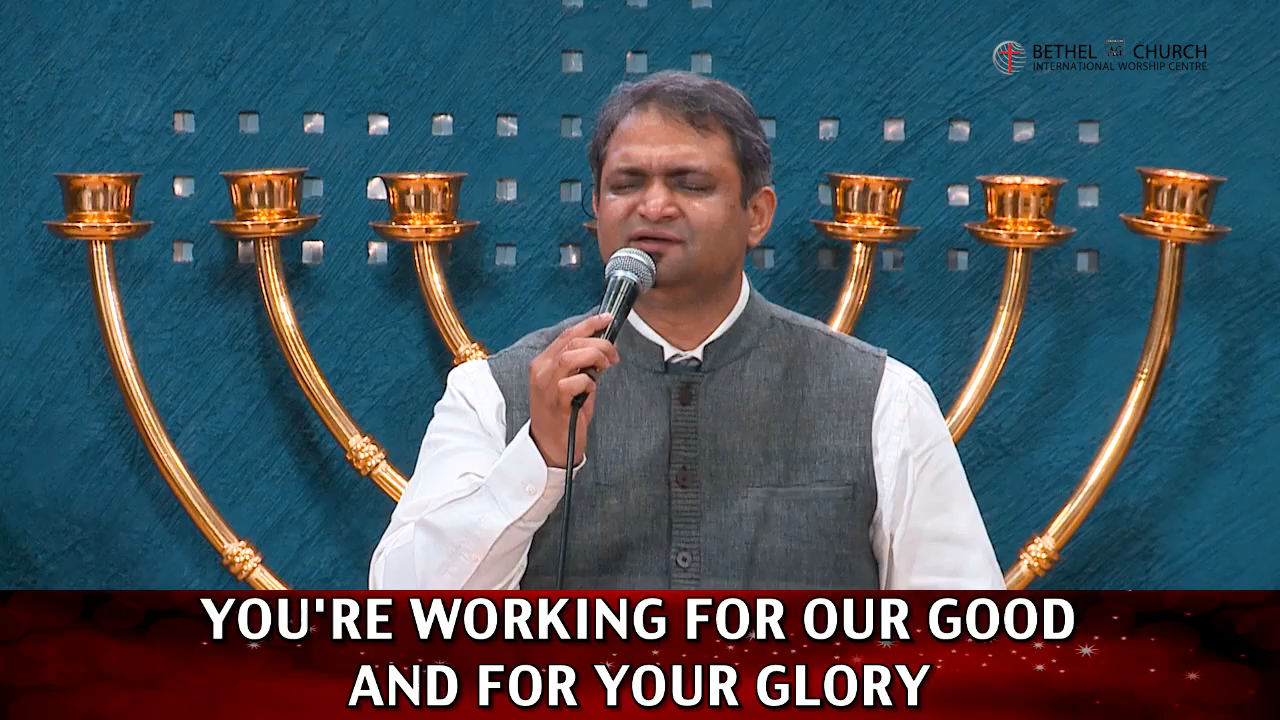 BETHEL AG CHURCH
INTERNATIONAL WORSHIP CENTRE
YOU'RE WORKING FOR OUR GOOD
AND FOR YOUR GLORY